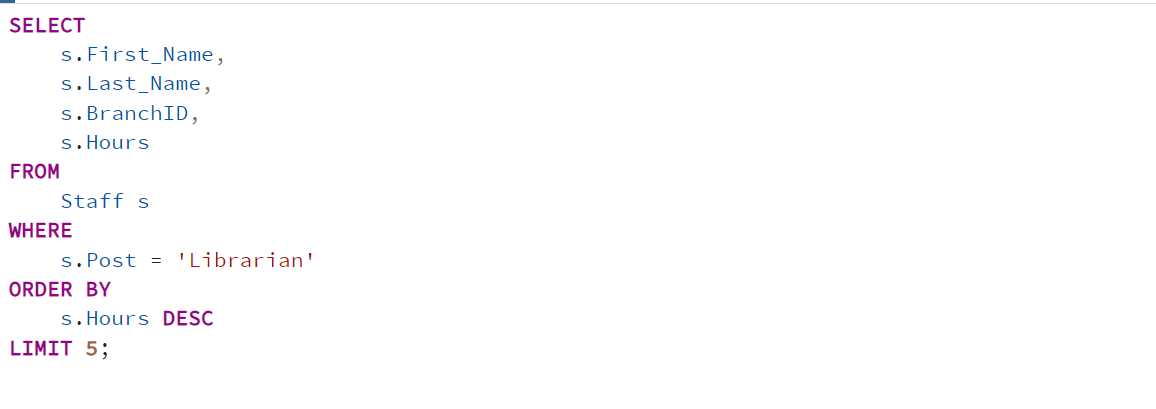 SELECT
    s.First_Name,
    s.Last_Name,
    s.BranchID,
    s.Hours
FROM
    Staff s
WHERE
    s.Post = 'Librarian'
ORDER BY
    s.Hours DESC
LIMIT 5;